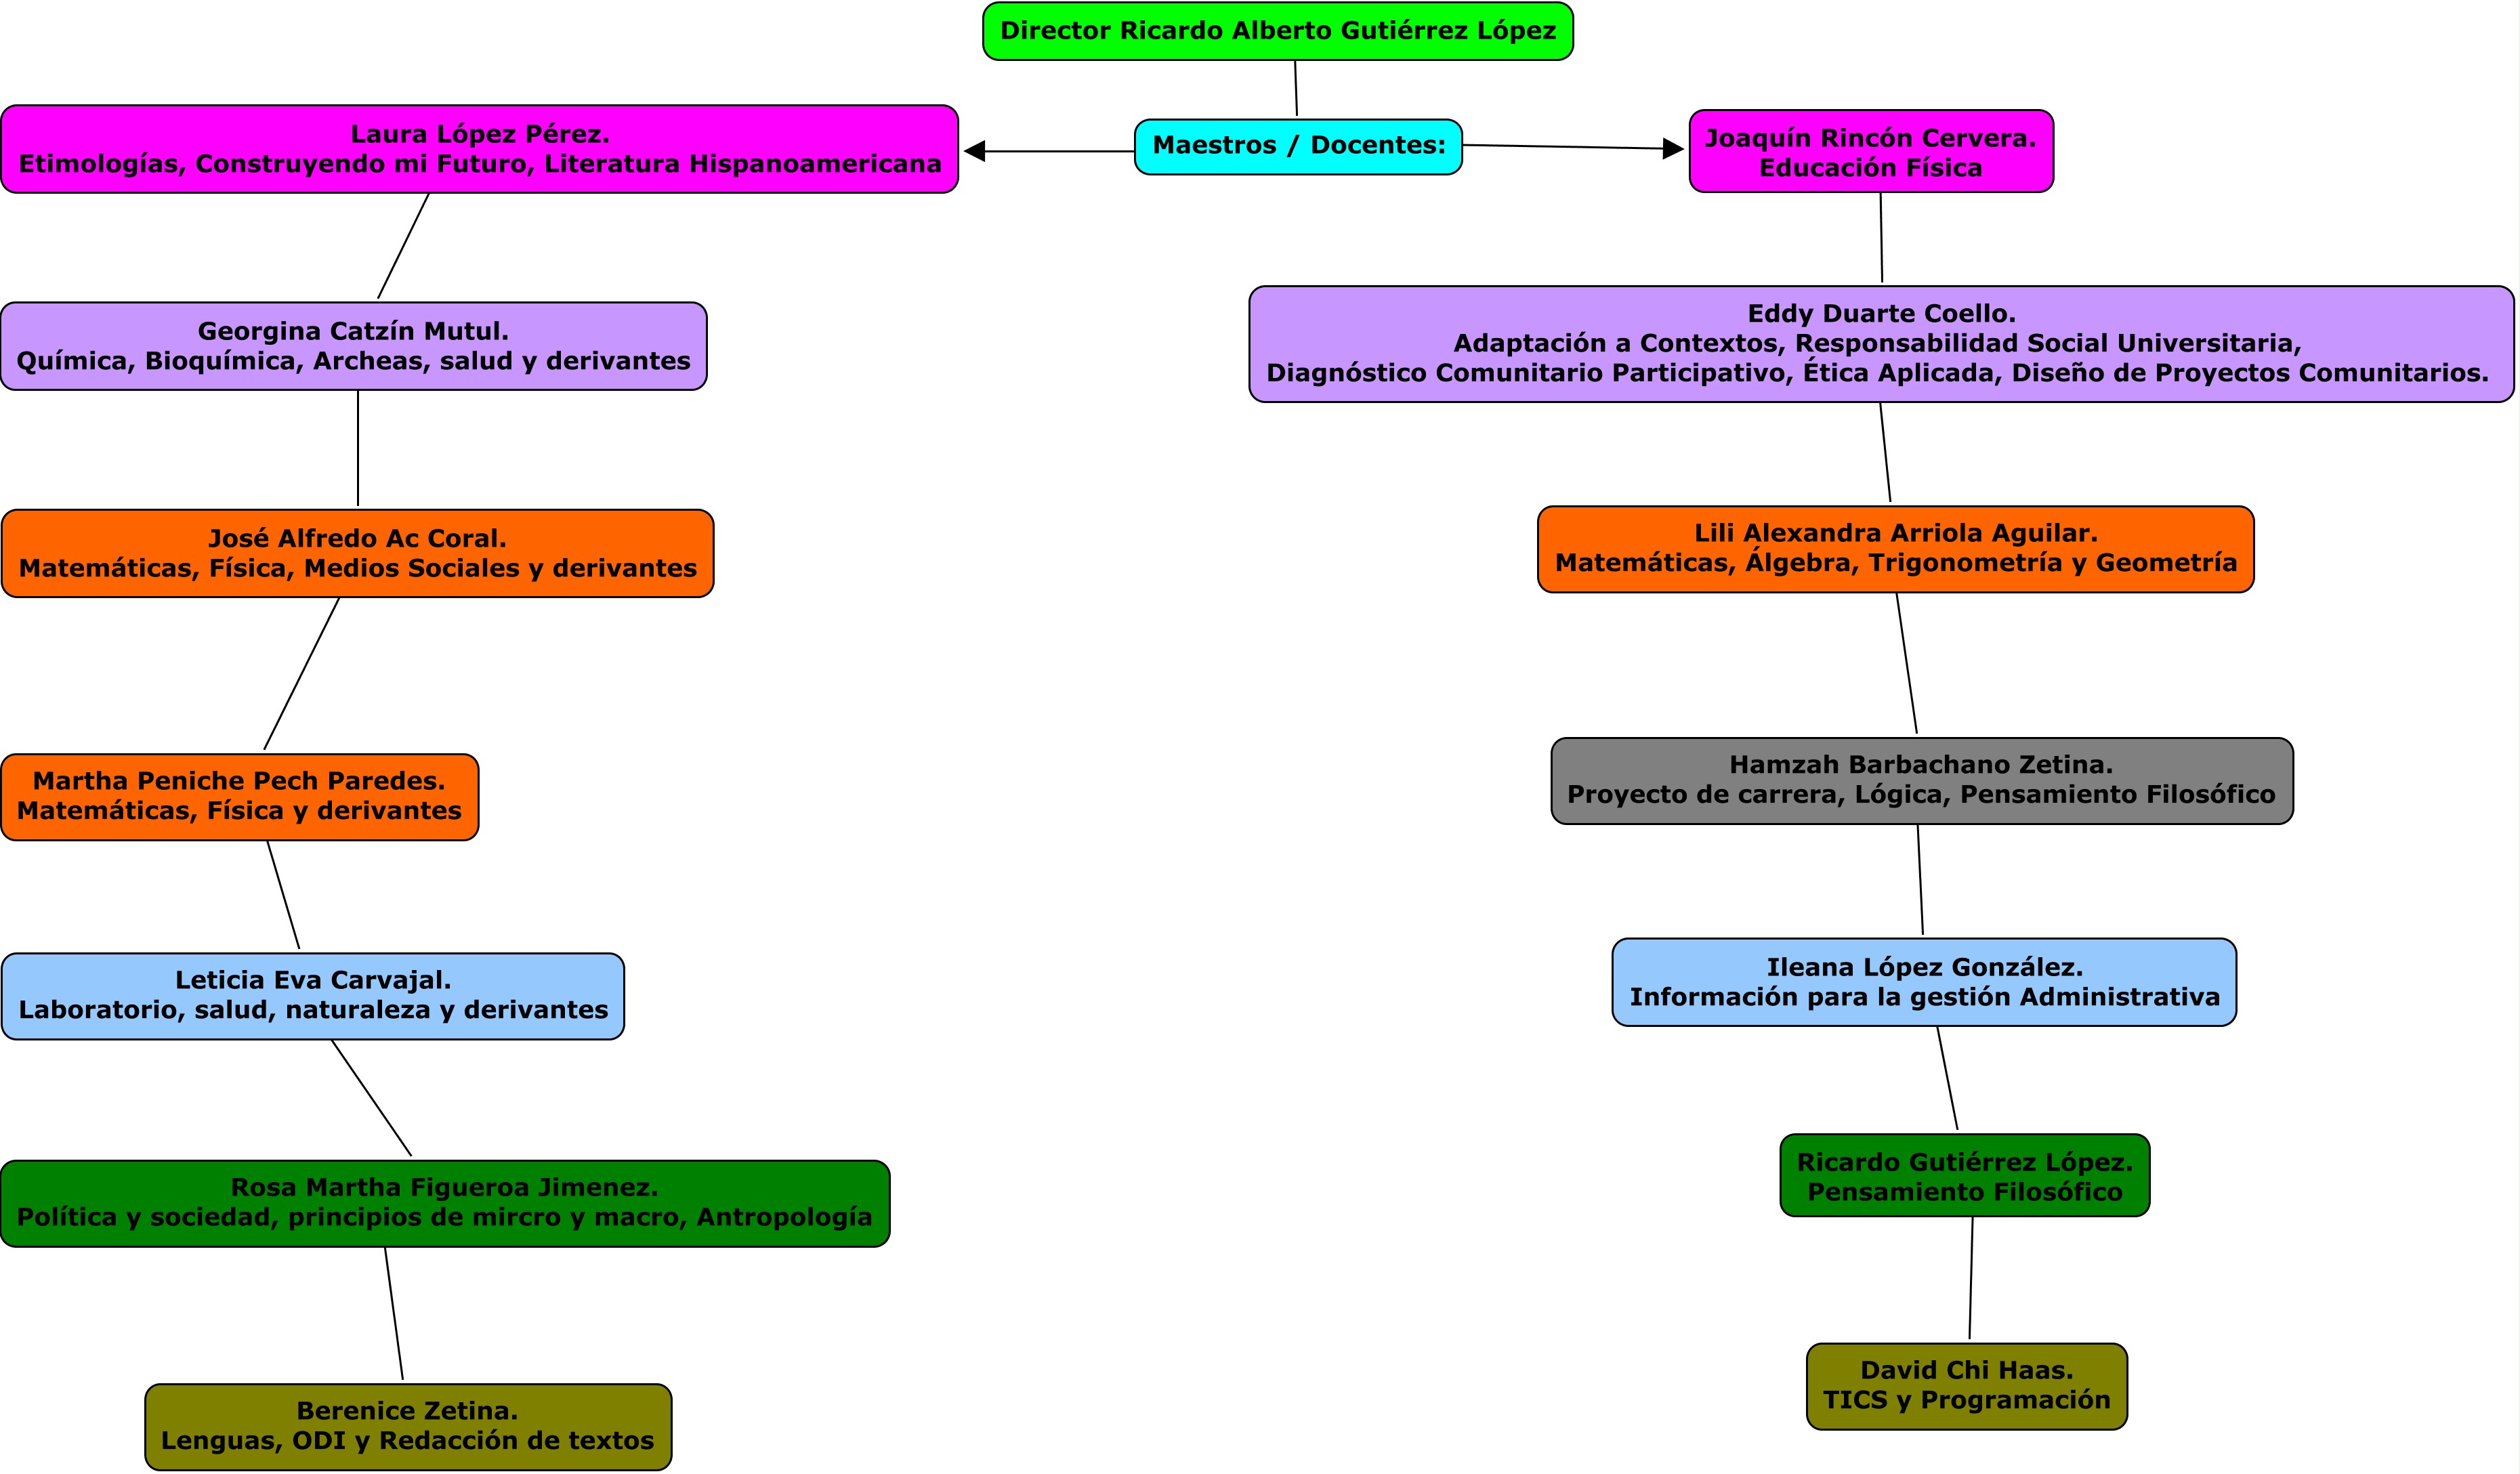 Director Ricardo Alberto Gutiérrez López
Maestros / Docentes:
Laura López Pérez.
Etimologías, Construyendo mi Futuro, Literatura Hispanoamericana
Georgina Catzín Mutul.
Química, Bioquímica, Archeas, salud y derivantes
José Alfredo Ac Coral.
Matemáticas, Física, Medios Sociales y derivantes
Martha Peniche Pech Paredes.
Matemáticas, Física y derivantes
Leticia Eva Carvajal.
Laboratorio, salud, naturaleza y derivantes
Rosa Martha Figueroa Jimenez.
Política y sociedad, principios de mircro y macro, Antropología
Berenice Zetina.
Lenguas, ODI y Redacción de textos
Joaquín Rincón Cervera.
Educación Física
Eddy Duarte Coello.
Adaptación a Contextos, Responsabilidad Social Universitaria,
Diagnóstico Comunitario Participativo, Ética Aplicada, Diseño de Proyectos Comunitarios.
Lili Alexandra Arriola Aguilar.
Matemáticas, Álgebra, Trigonometría y Geometría
Hamzah Barbachano Zetina.
Proyecto de carrera, Lógica, Pensamiento Filosófico
Ileana López González.
Información para la gestión Administrativa
Ricardo Gutiérrez López.
Pensamiento Filosófico
David Chi Haas.
TICS y Programación